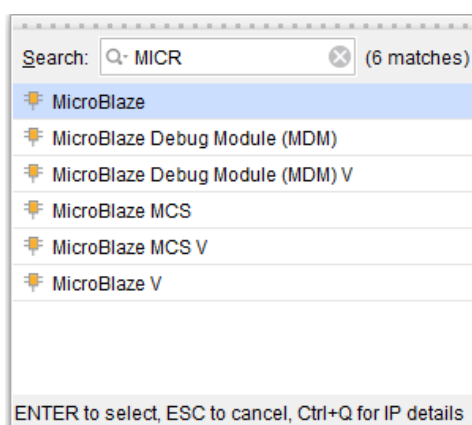 Search: MICR (6 matches)
MicroBlaze
MicroBlaze Debug Module (MDM)
MicroBlaze Debug Module (MDM) V
MicroBlaze MCS
MicroBlaze MCS V
MicroBlaze V
ENTER to select, ESC to cancel, Ctrl+Q for IP details